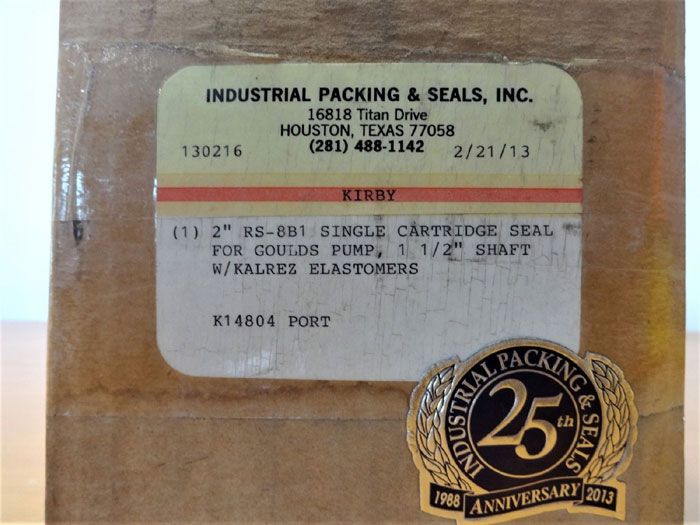 INDUSTRIAL PACKING & SEALS, INC.
16818 Titan Drive
HOUSTON, TEXAS 77058
130216 (281) 488-1142 2/21/13
KIRBY
(1) 2" RS-8B1 SINGLE CARTRIDGE SEAL
FOR GOULDS PUMP, 1 1/2" SHAFT
W/KALREZ ELASTOMERS
K14804 PORT
INDUSTRIAL PACKING & SEALS
25th
1988 ANNIVERSARY 2013